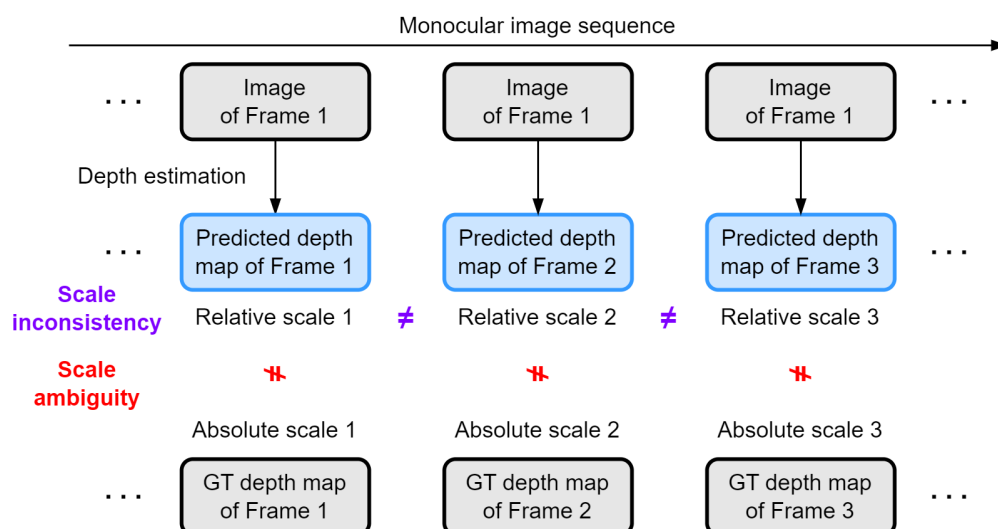 Monocular image sequence
. . .
Image
of Frame 1
Image
of Frame 1
Image
of Frame 1
. . .
Depth estimation
. . .
Predicted depth
map of Frame 1
Predicted depth
map of Frame 2
Predicted depth
map of Frame 3
. . .
Scale
inconsistency
Relative scale 1
≠
Relative scale 2
≠
Relative scale 3
Scale
ambiguity
≠
≠
≠
Absolute scale 1
Absolute scale 2
Absolute scale 3
. . .
GT depth map
of Frame 1
GT depth map
of Frame 2
GT depth map
of Frame 3
. . .